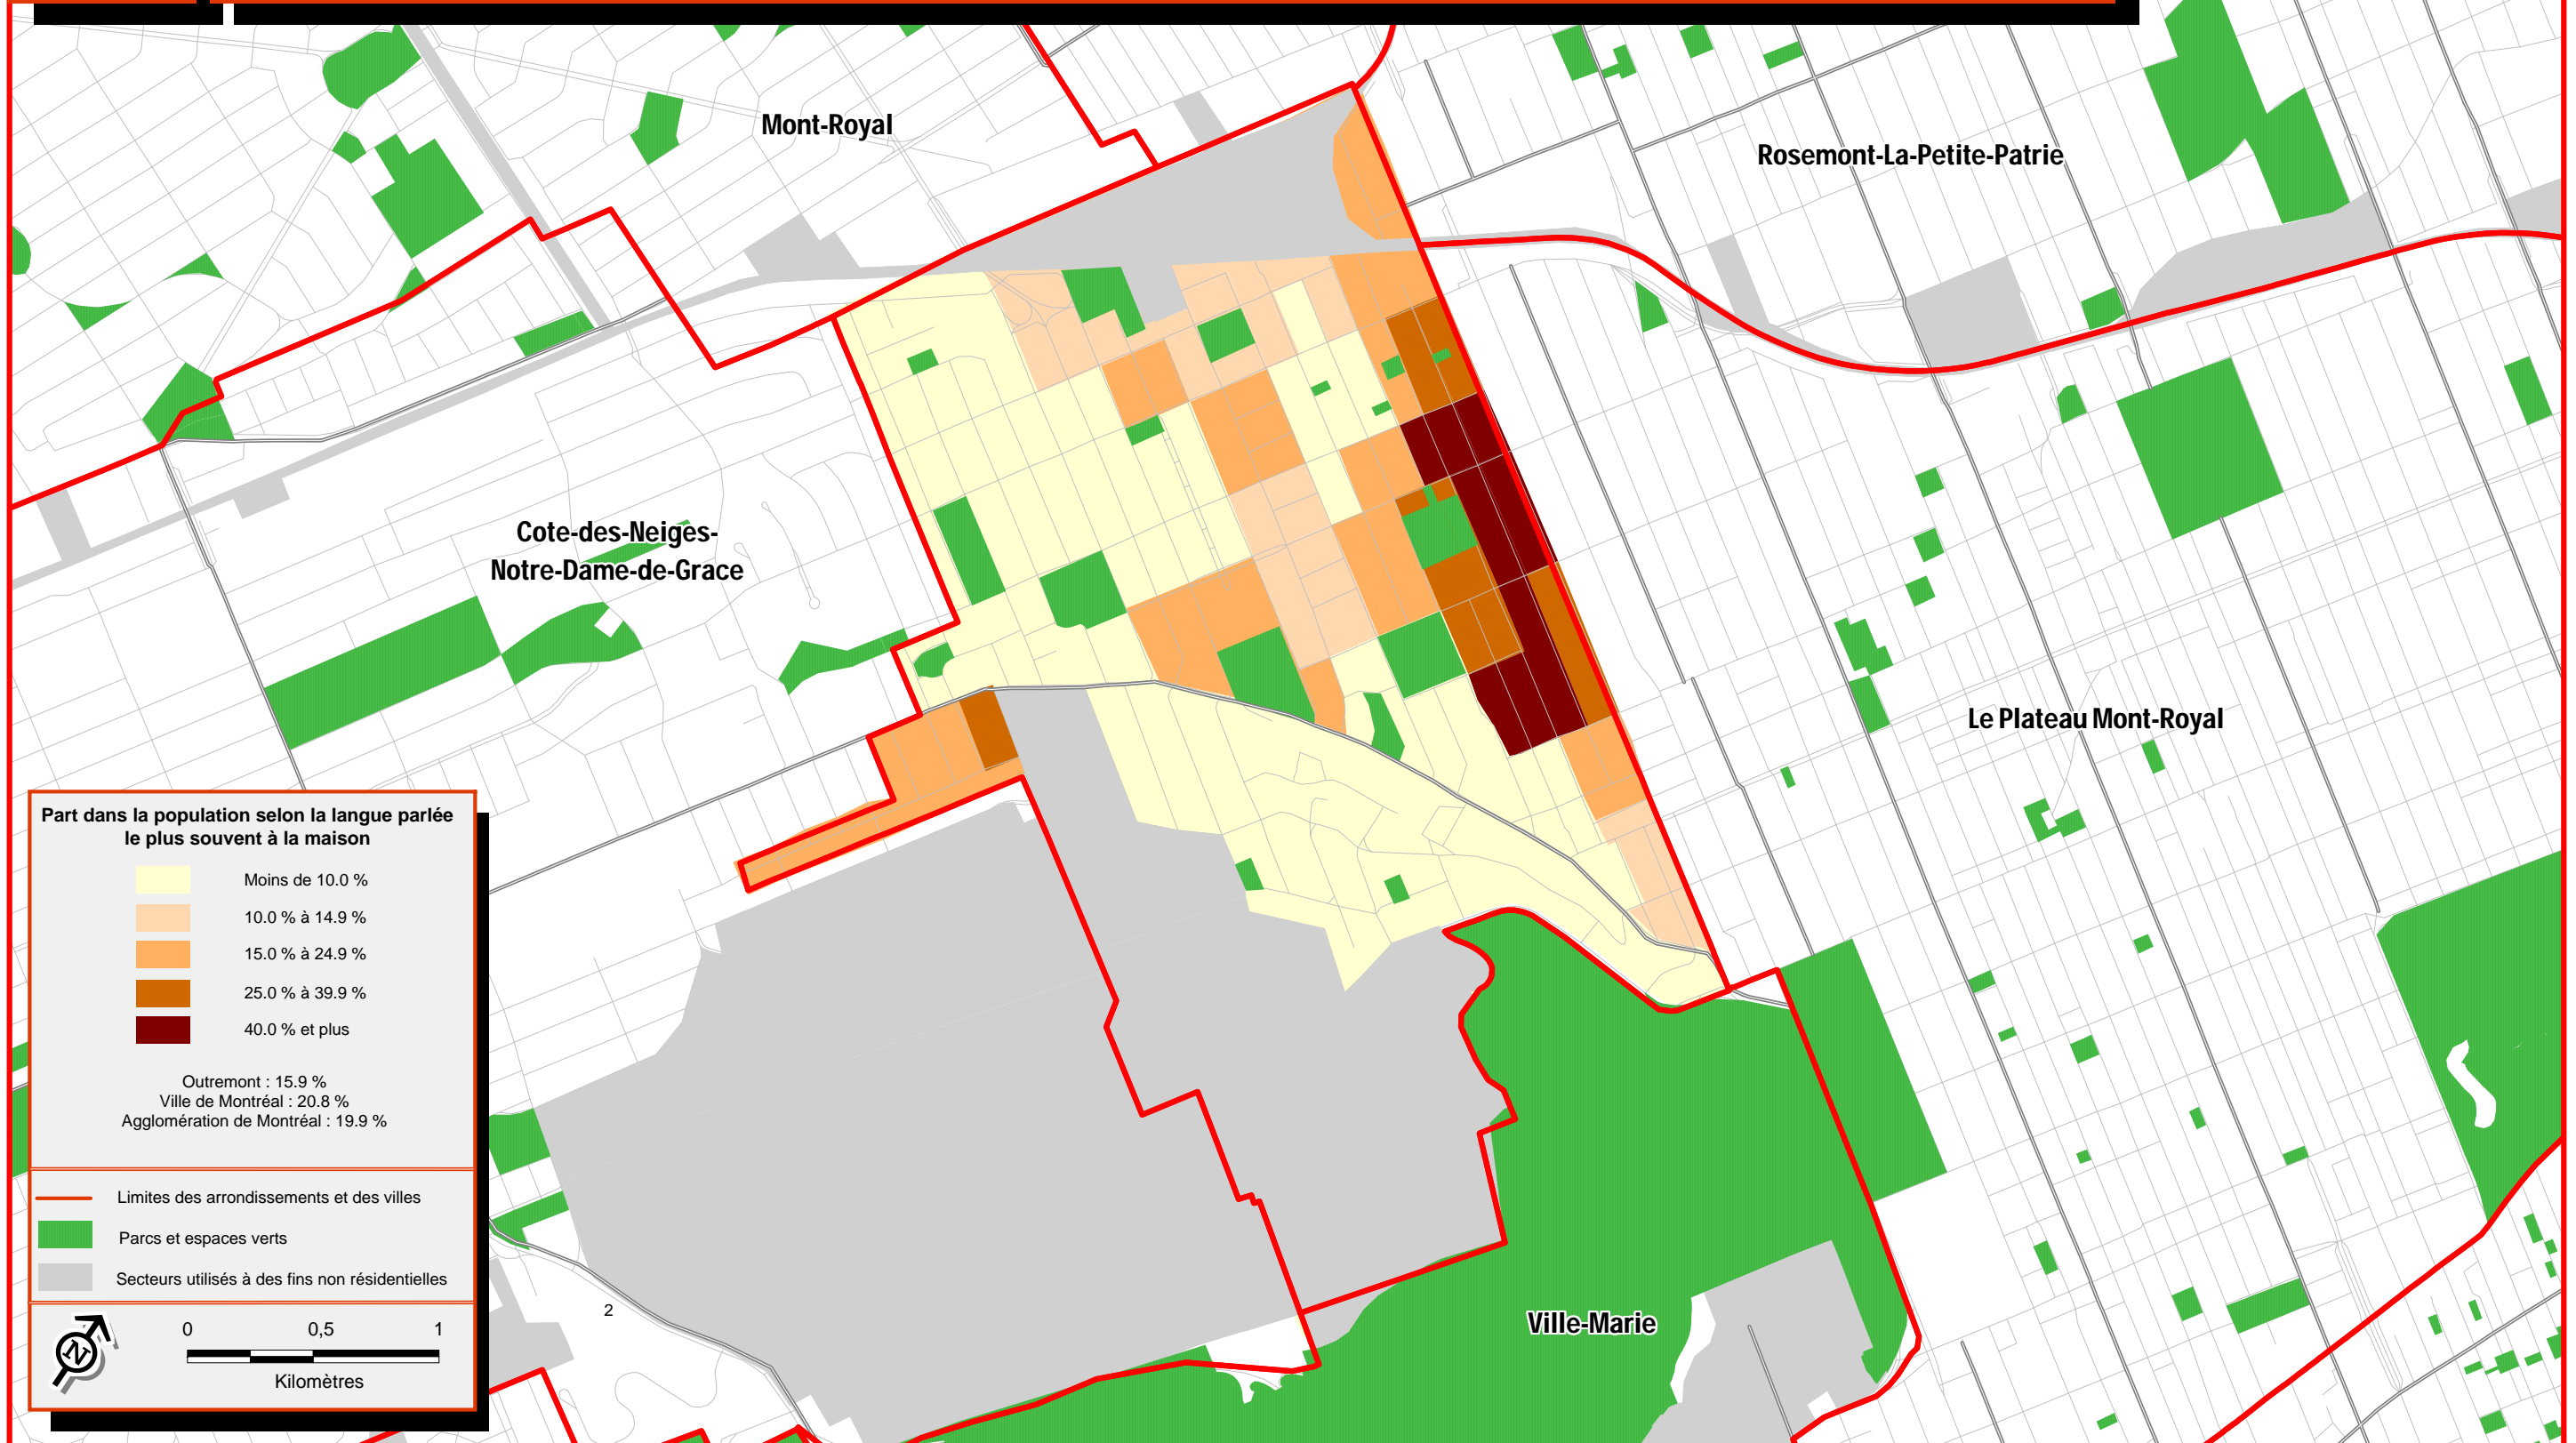 Mont-Royal
Rosemont-La-Petite-Patrie
Cote-des-Neiges-
Notre-Dame-de-Grace
Le Plateau Mont-Royal
Ville-Marie
Part dans la population selon la langue parlée
le plus souvent à la maison
Moins de 10.0 %
10.0 % à 14.9 %
15.0 % à 24.9 %
25.0 % à 39.9 %
40.0 % et plus
Outremont : 15.9 %
Ville de Montréal : 20.8 %
Agglomération de Montréal : 19.9 %
Limites des arrondissements et des villes
Parcs et espaces verts
Secteurs utilisés à des fins non résidentielles
N
0 0,5 1
Kilomètres
2